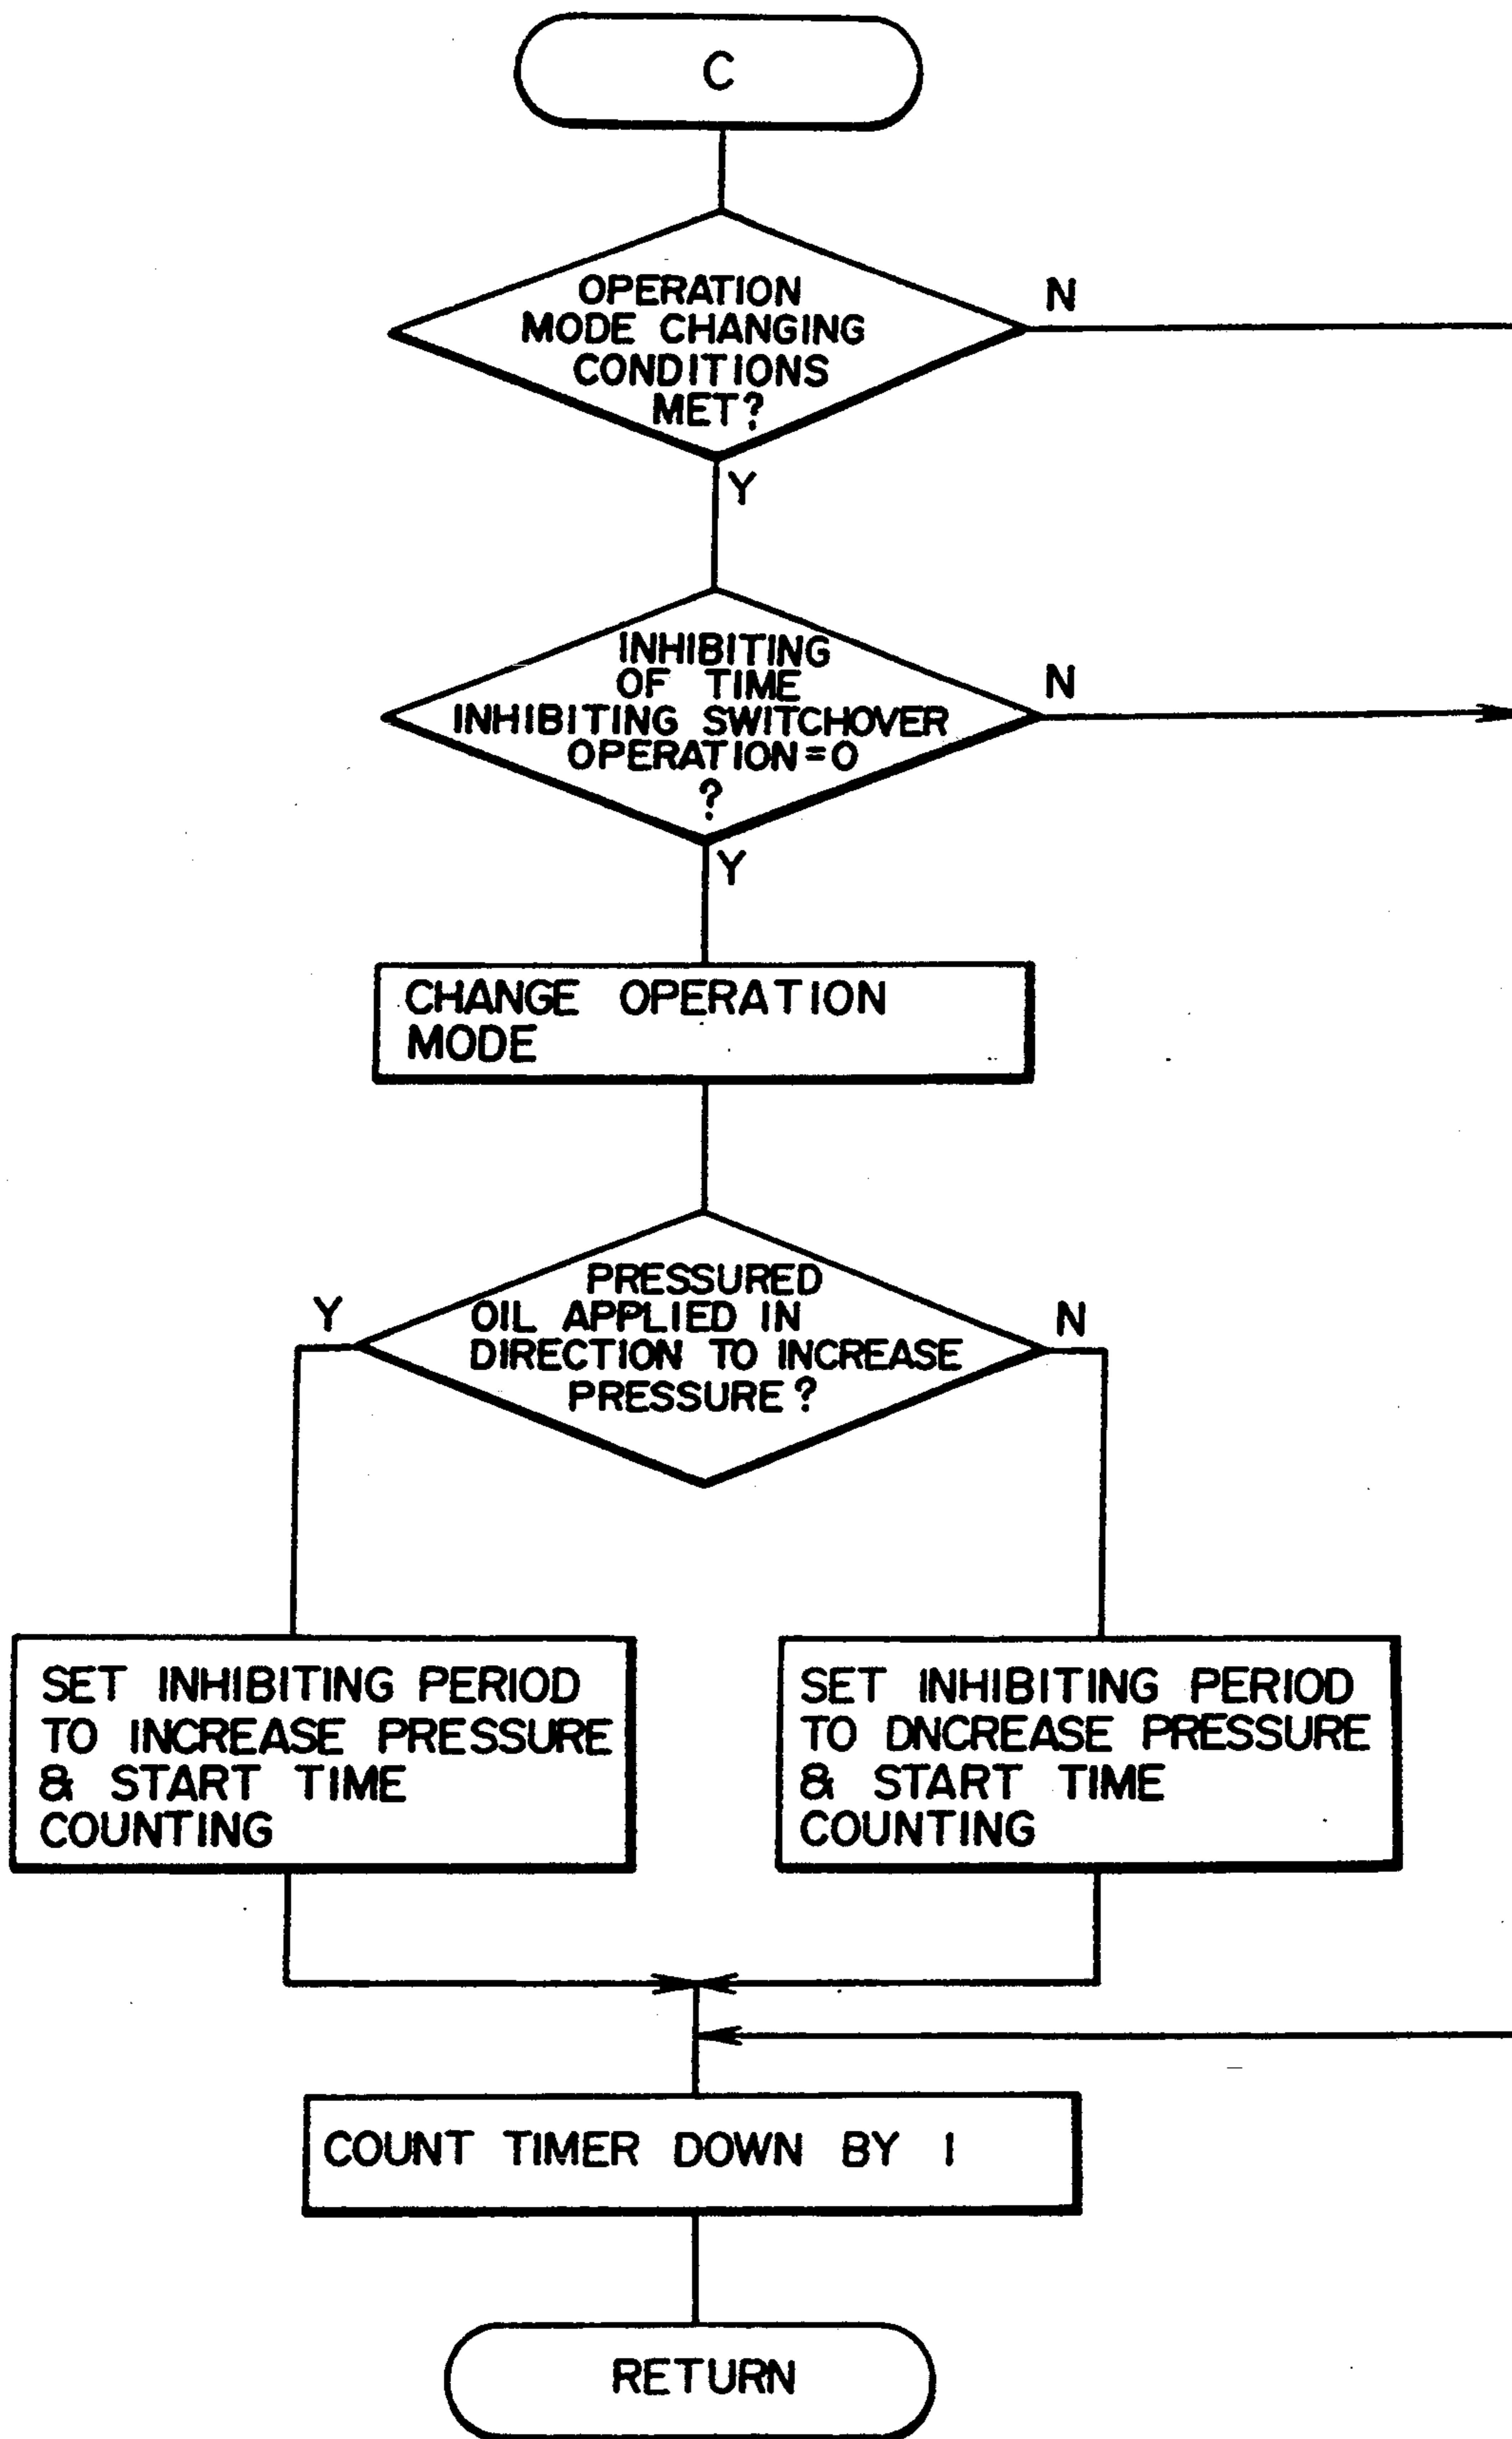 C
OPERATION
MODE CHANGING
CONDITIONS
MET?
N
Y
INHIBITING
OF TIME
INHIBITING SWITCHOVER
OPERATION=0
?
N
Y
CHANGE OPERATION
MODE
PRESSURED
OIL APPLIED IN
DIRECTION TO INCREASE
PRESSURE?
Y
N
SET INHIBITING PERIOD
TO INCREASE PRESSURE
& START TIME
COUNTING
SET INHIBITING PERIOD
TO DNCREASE PRESSURE
& START TIME
COUNTING
COUNT TIMER DOWN BY 1
RETURN